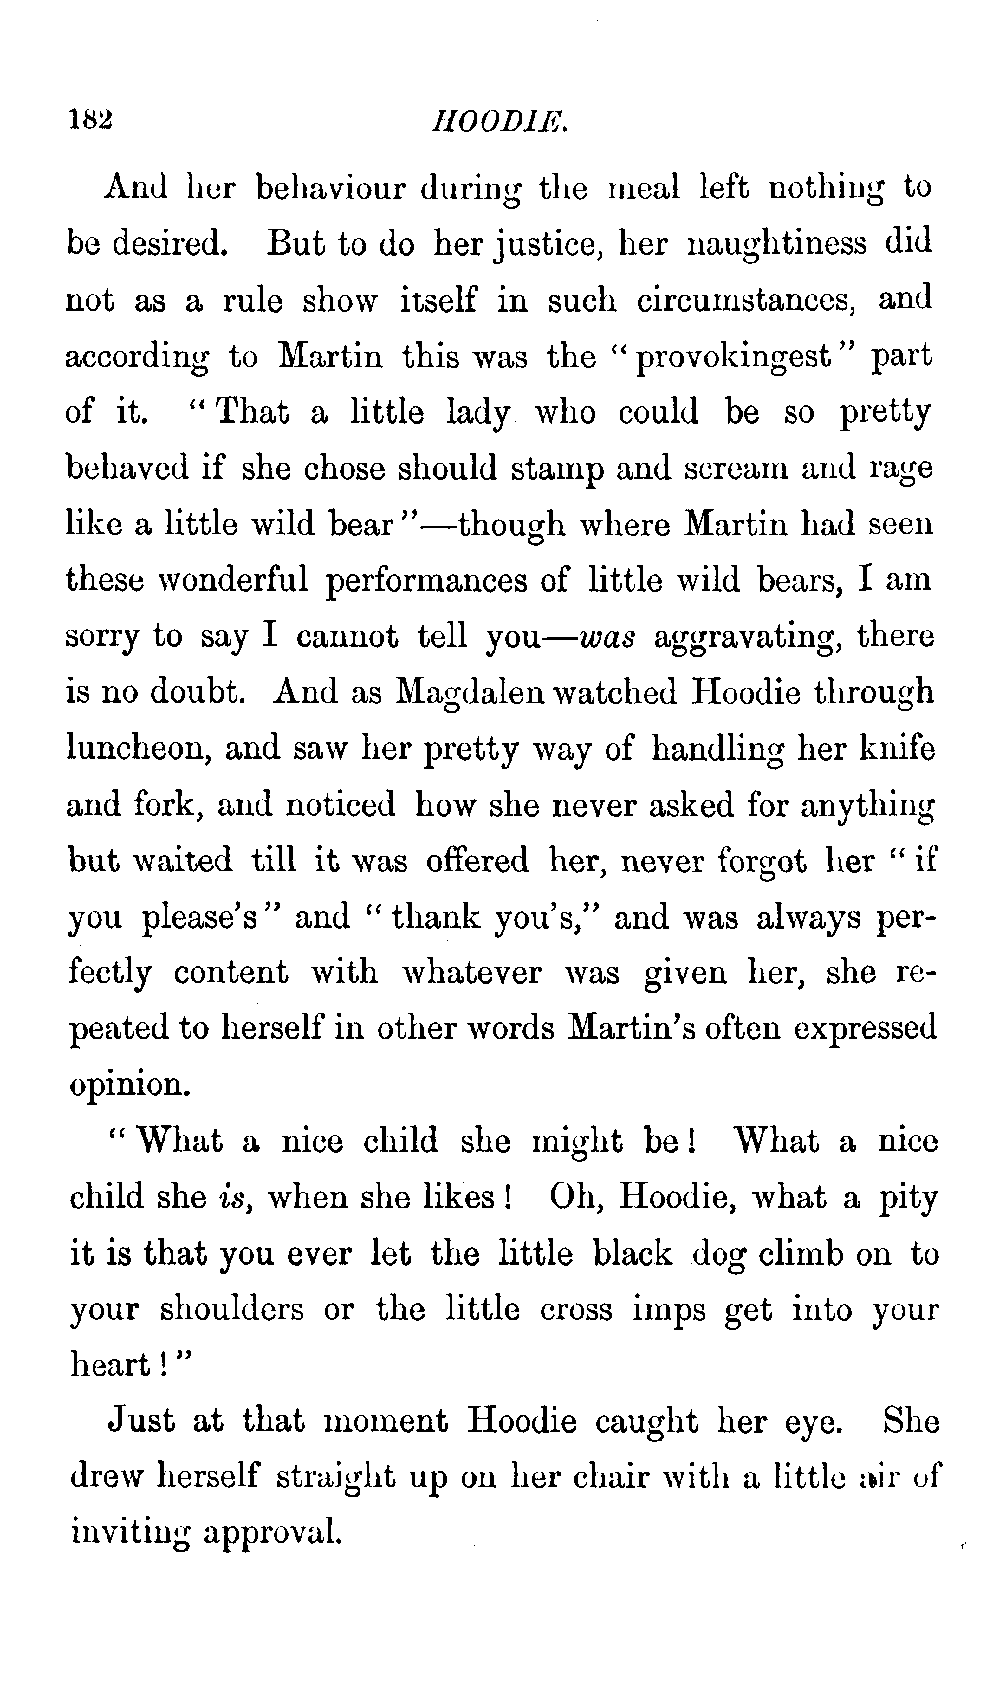 182 HOODIE.
And her behaviour during the meal left nothing to
be desired. But to do her justice, her naughtiness did
not as a rule show itself in such circumstances, and
according to Martin this was the “provokingest” part
of it. “That a little lady who could be so pretty
behaved if she chose should stamp and scream and rage
like a little wild bear”—though where Martin had seen
these wonderful performances of little wild bears, I am
sorry to say I cannot tell you—was aggravating, there
is no doubt. And as Magdalen watched Hoodie through
luncheon, and saw her pretty way of handling her knife
and fork, and noticed how she never asked for anything
but waited till it was offered her, never forgot her “if
you please's” and “thank you's,” and was always per-
fectly content with whatever was given her, she re-
peated to herself in other words Martin's often expressed
opinion.
“What a nice child she might be! What a nice
child she is, when she likes! Oh, Hoodie, what a pity
it is that you ever let the little black dog climb on to
your shoulders or the little cross imps get into your
heart!”
Just at that moment Hoodie caught her eye. She
drew herself straight up on her chair with a little air of
inviting approval.